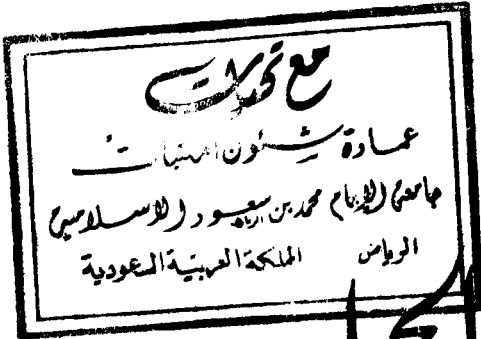 مع تحيات
عمادة شئون المكتبات
جامعة الإمام محمد بن سعود الإسلامية
الرياض المملكة العربية السعودية